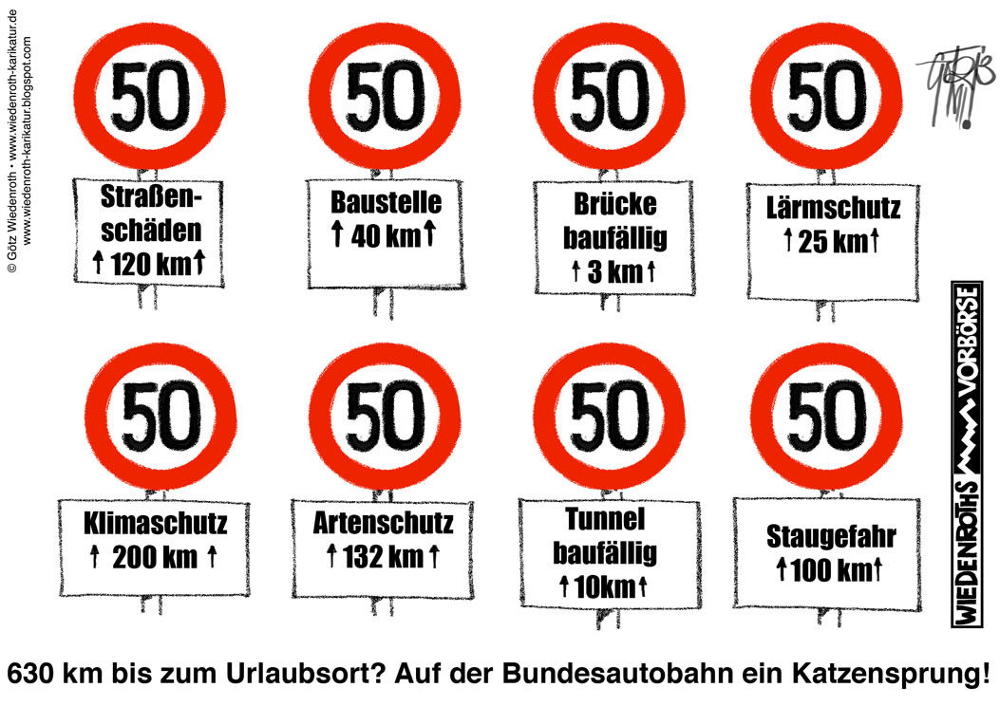 50
Straßen-
schäden
↑ 120 km ↑
50
Baustelle
↑ 40 km ↑
50
Brücke
baufällig
↑ 3 km ↑
50
Lärmschutz
↑ 25 km ↑
50
Klimaschutz
↑ 200 km ↑
50
Artenschutz
↑ 132 km ↑
50
Tunnel
baufällig
↑ 10km ↑
50
Staugefahr
↑ 100 km ↑
630 km bis zum Urlaubsort? Auf der Bundesautobahn ein Katzensprung!
© Götz Wiedenroth • www.wiedenroth-karikatur.de
www.wiedenroth-karikatur.blogspot.com
WIEDENROTHS VORBÖRSE